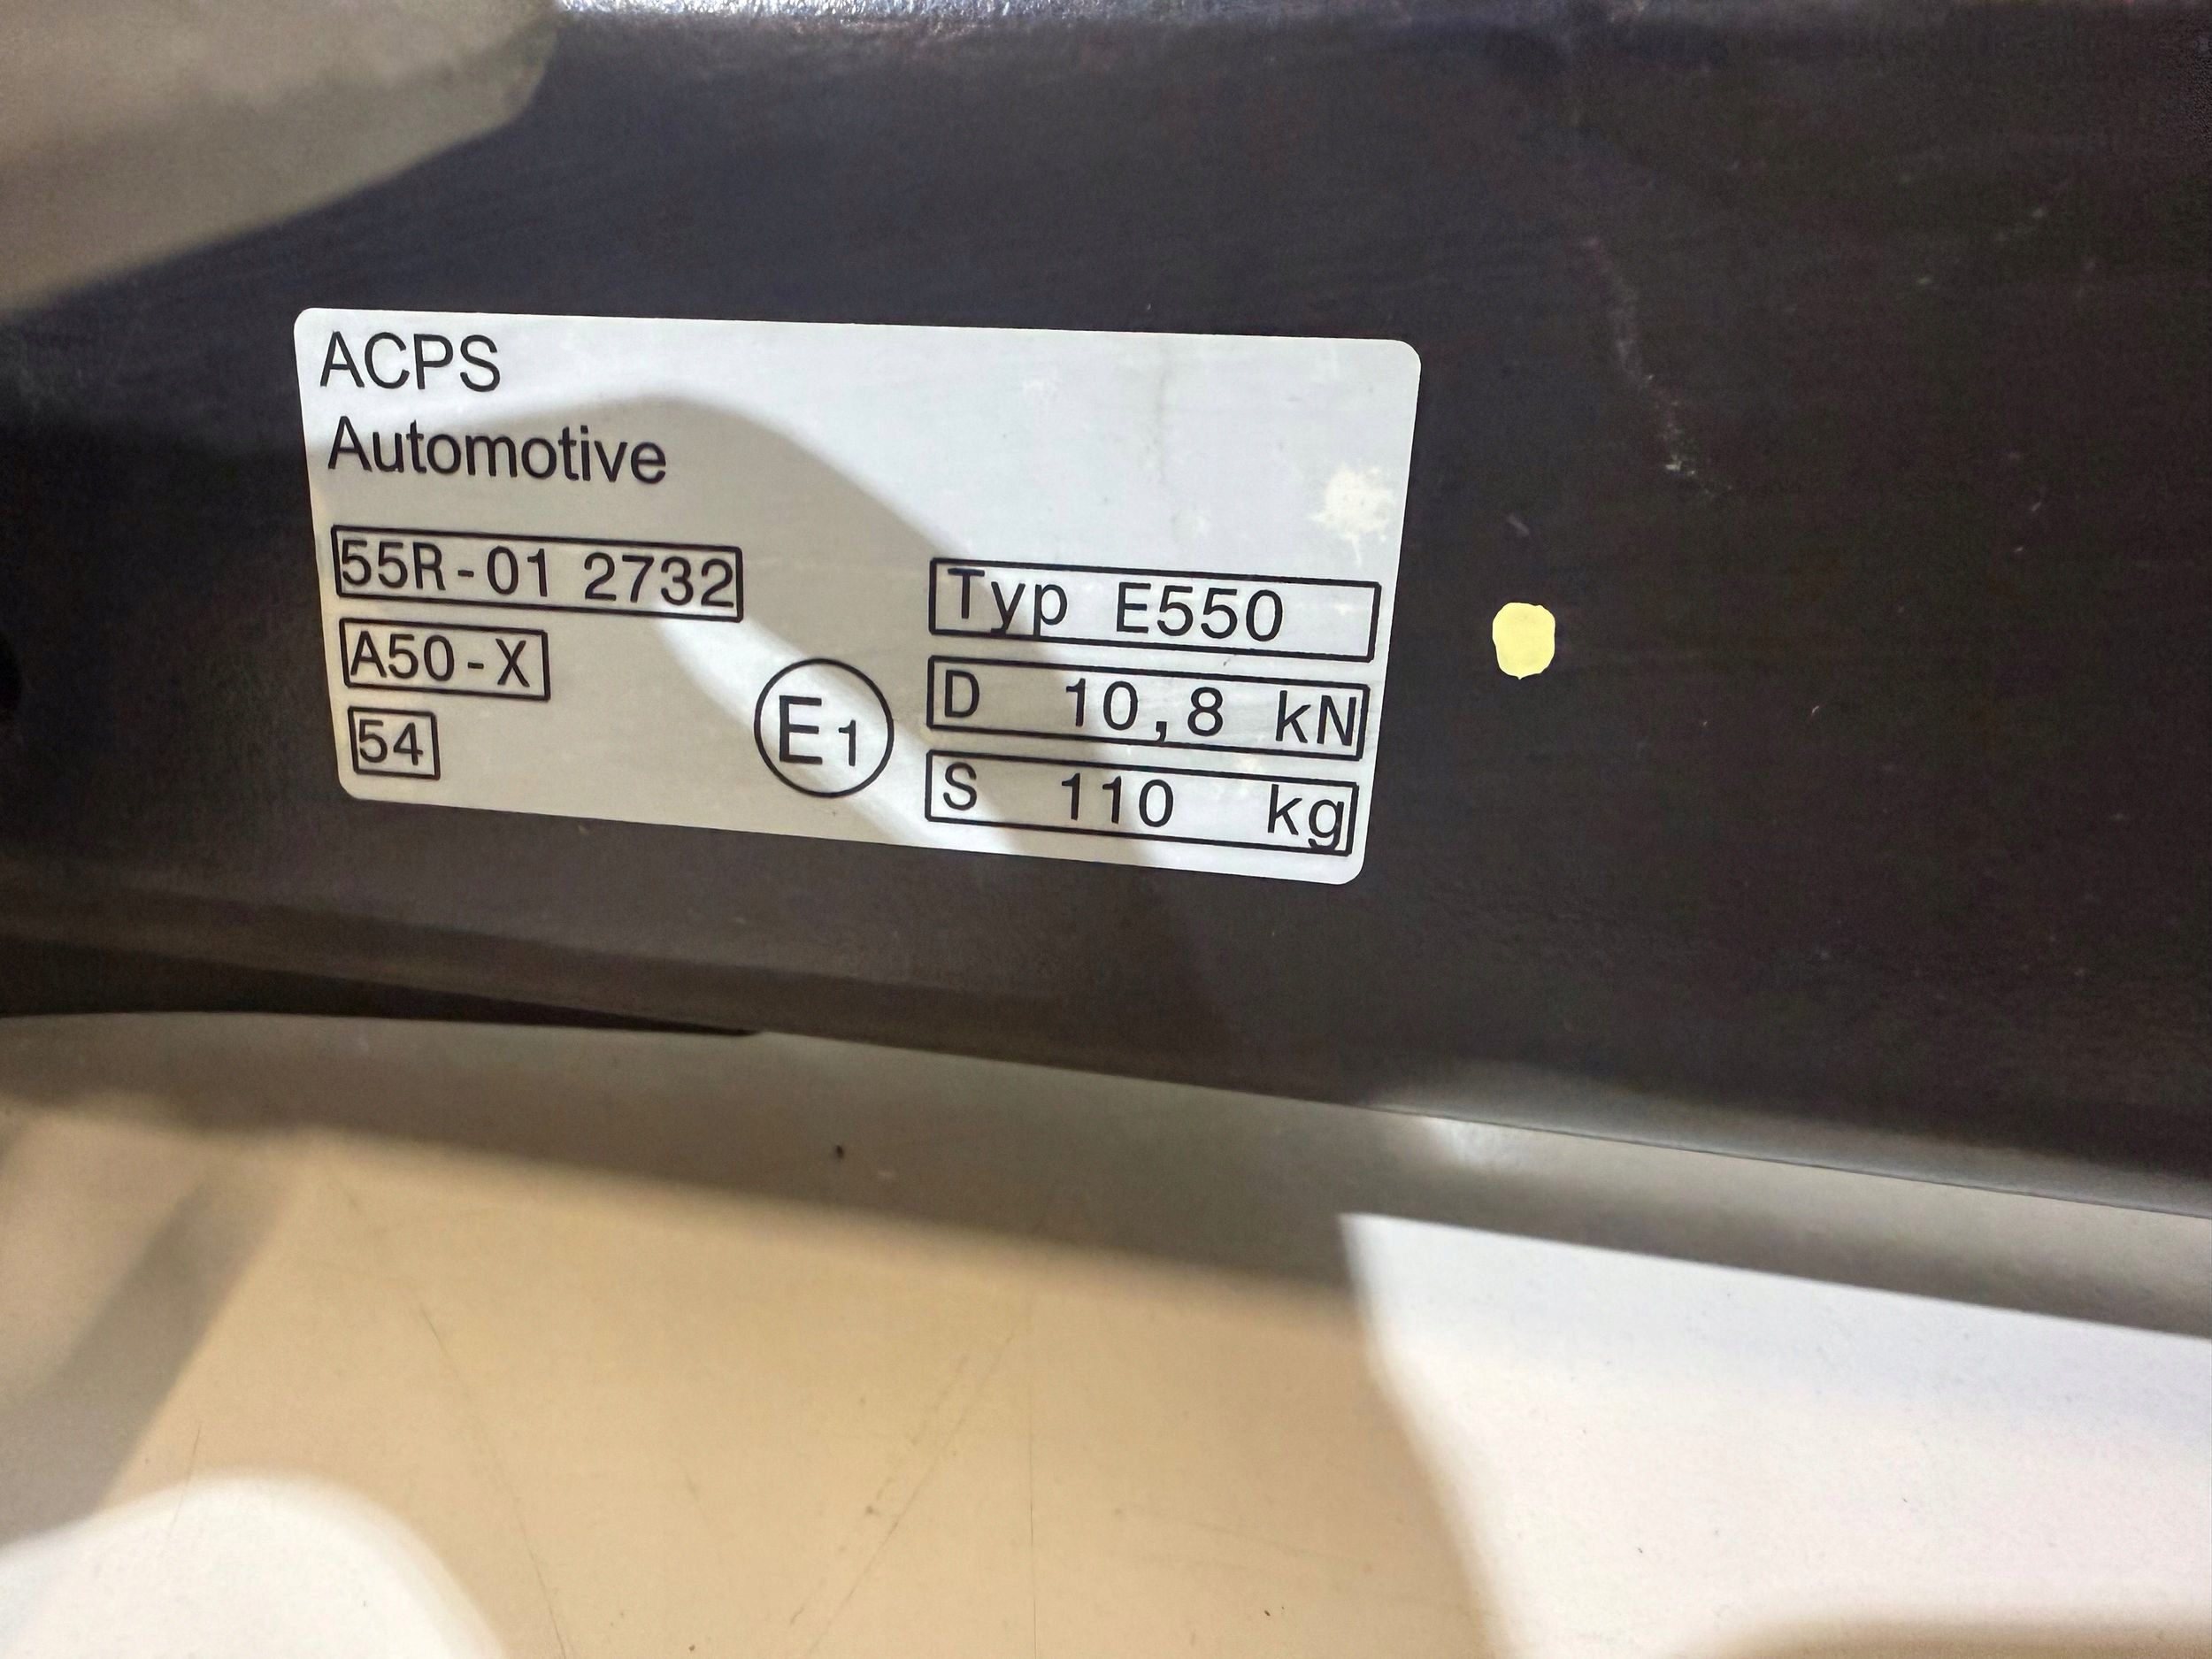 ACPS
Automotive
55R-01 2732
A50-X
54
E1
Typ E550
D 10,8 kN
S 110 kg